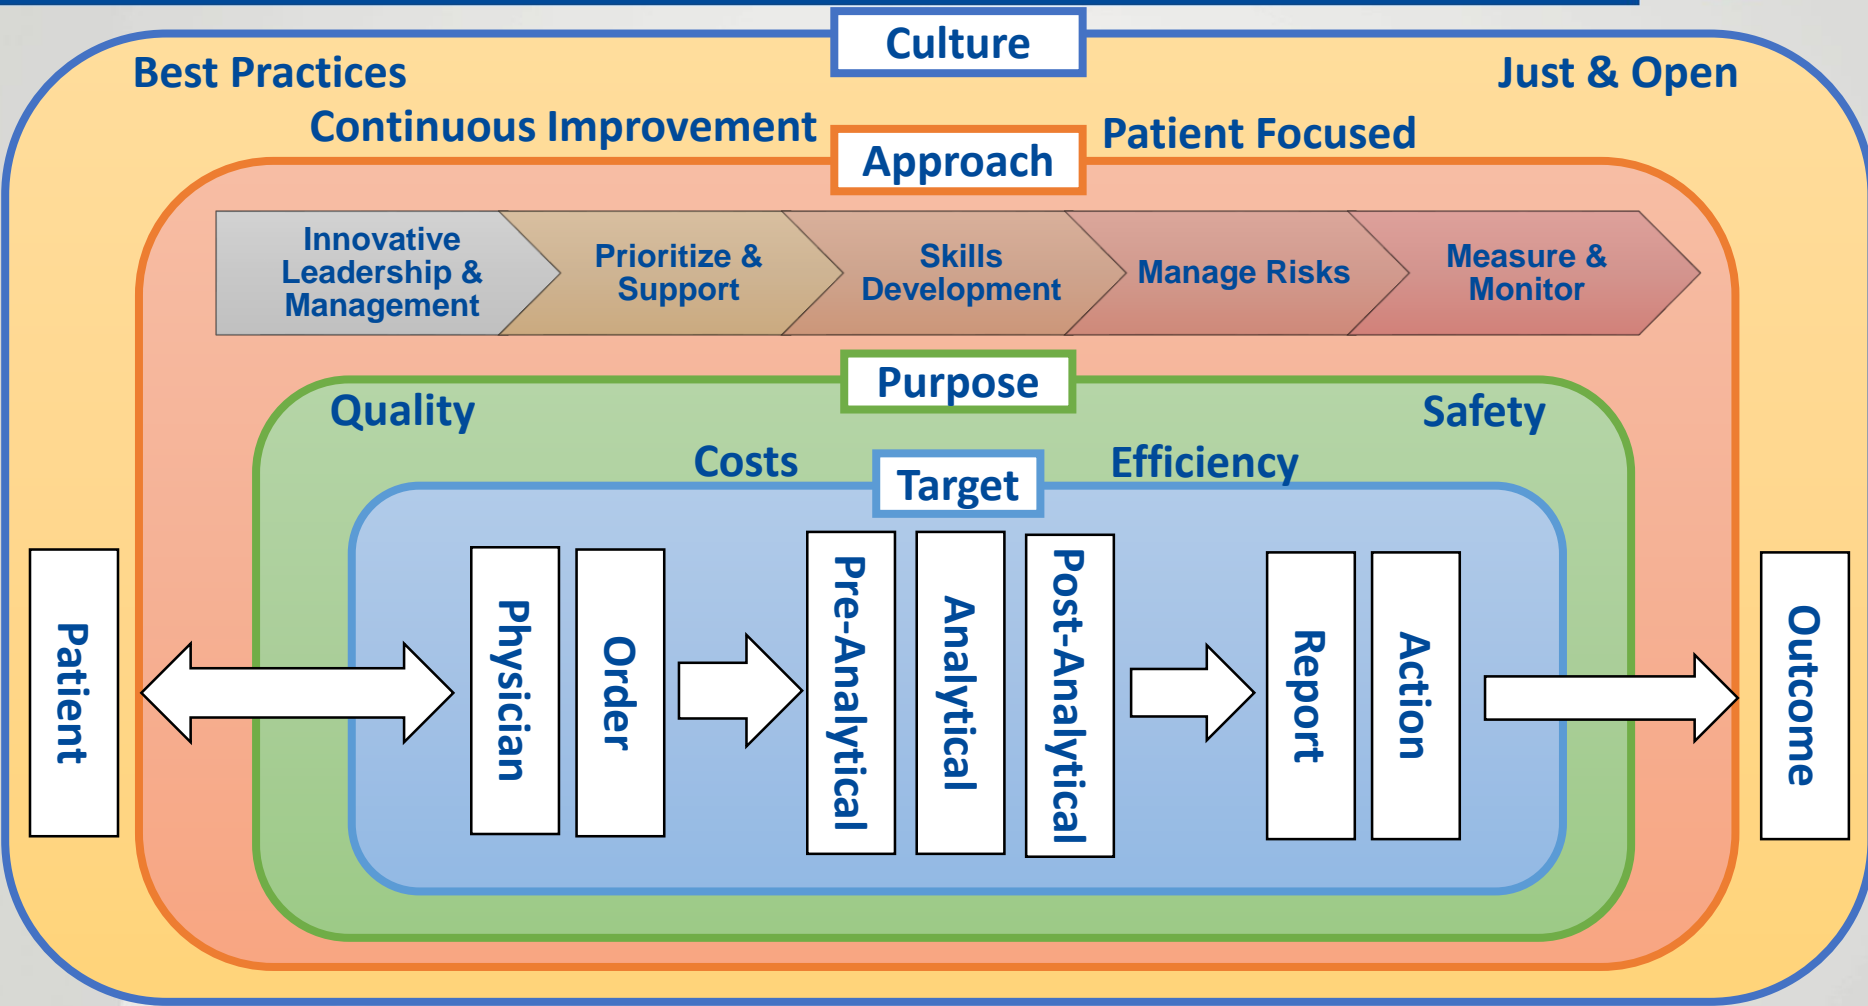 Culture
Best Practices
Just & Open
Continuous Improvement
Patient Focused
Approach
Innovative
Leadership &
Management
Prioritize &
Support
Skills
Development
Manage Risks
Measure &
Monitor
Purpose
Quality
Safety
Costs
Efficiency
Target
Patient
Physician
Order
Pre-Analytical
Analytical
Post-Analytical
Report
Action
Outcome